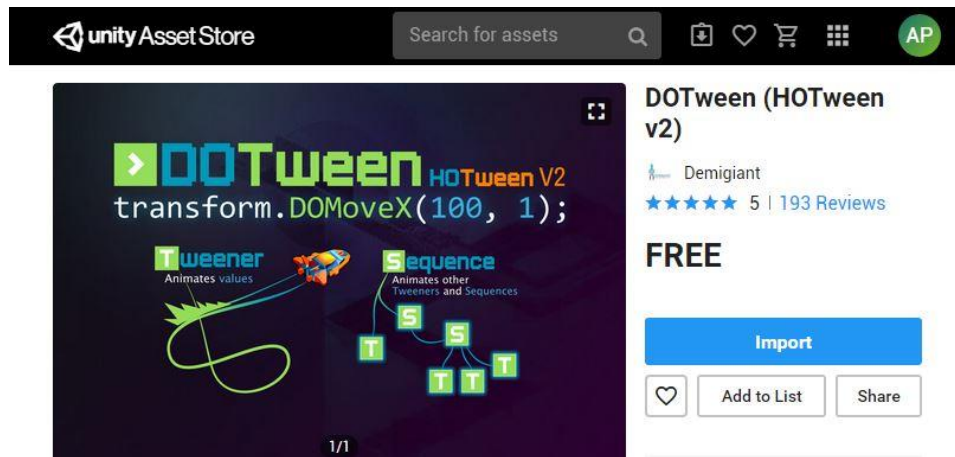 unity Asset Store
Search for assets
AP
DOTween HOTween V2
transform.DOMoveX(100, 1);
Tweener
Animates values
Sequence
Animates other
Tweeners and Sequences
S
S
T
T T T
1/1
DOTween (HOTween
v2)
Demigiant
5 | 193 Reviews
FREE
Import
Add to List
Share